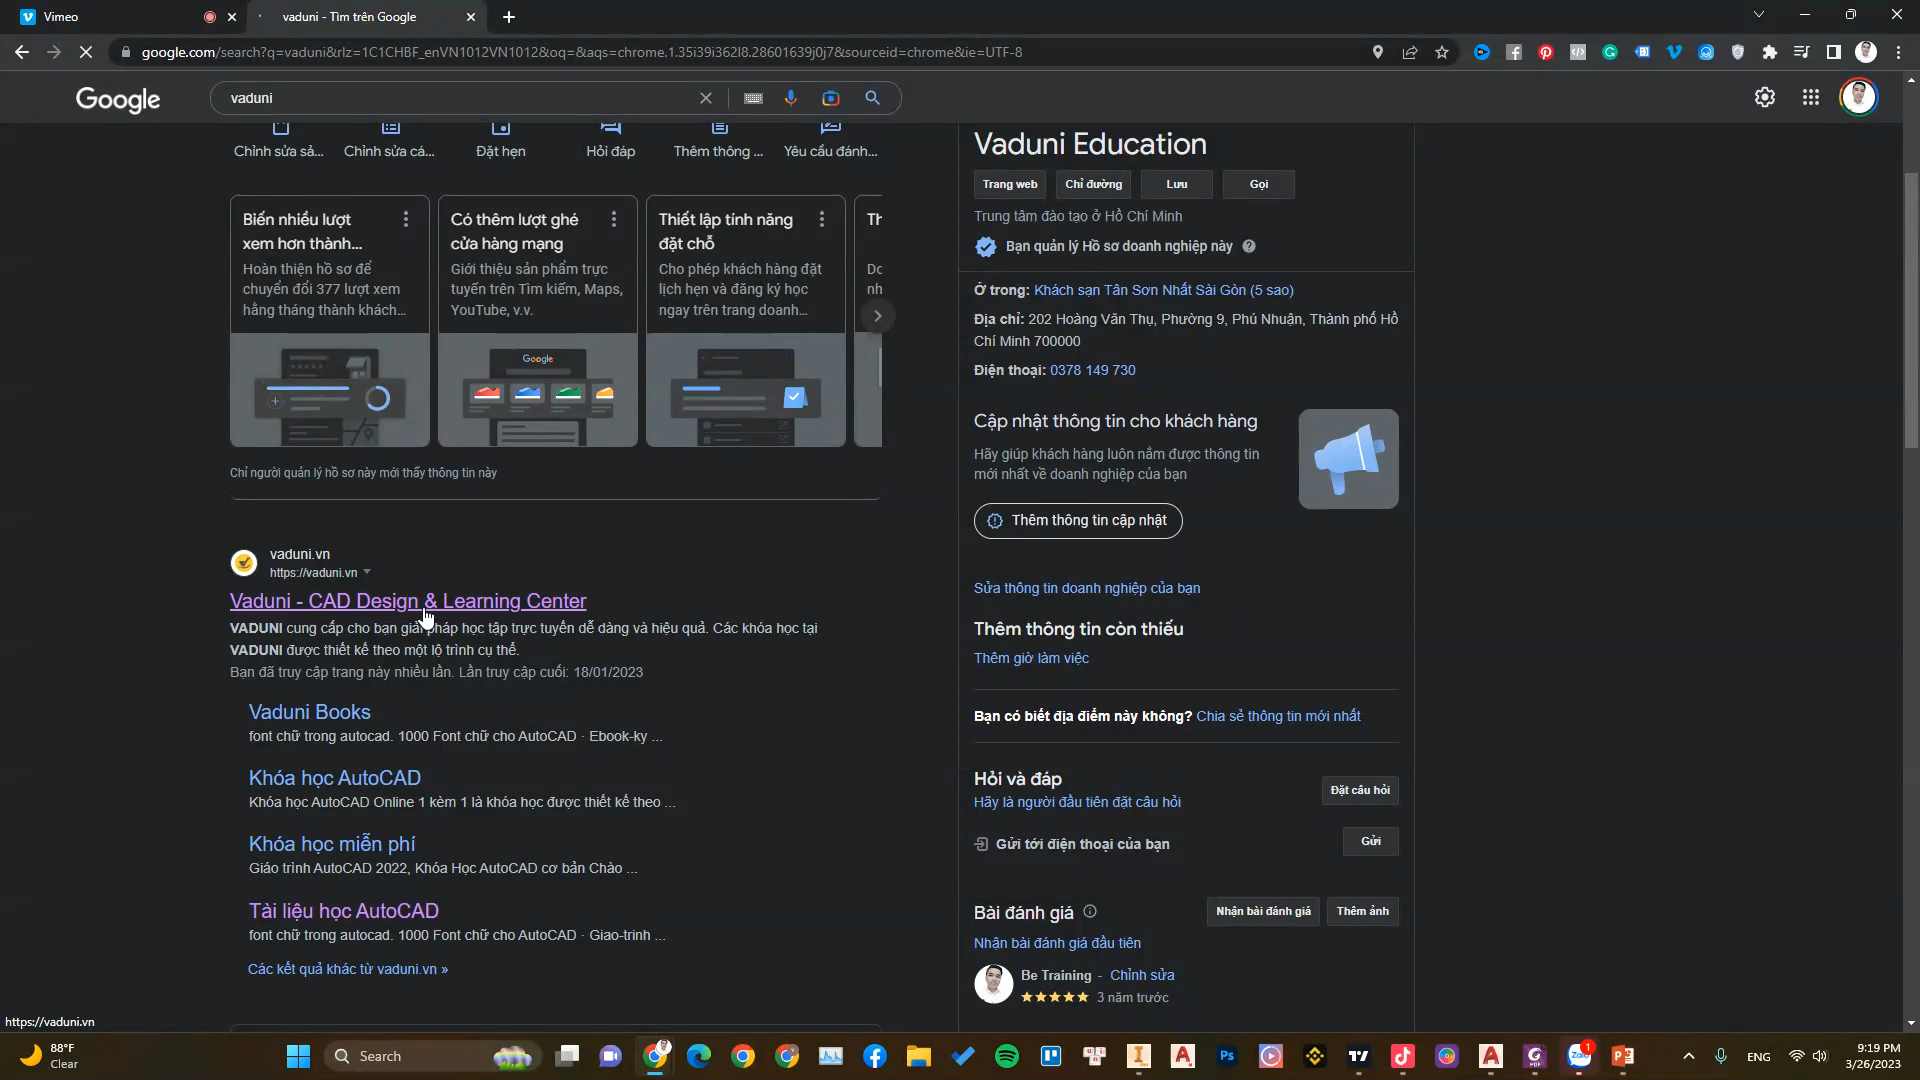 Vimeo
vaduni - Tìm trên Google
google.com/search?q=vaduni&rlz=1C1CHBF_enVN1012VN1012&oq=&aqs=chrome.1.35i39i362l8.28601639j0j7&sourceid=chrome&ie=UTF-8
Google
vaduni
Chỉnh sửa sả...
Chỉnh sửa cá...
Đặt hẹn
Hỏi đáp
Thêm thông ...
Yêu cầu đánh...
Biến nhiều lượt
xem hơn thành...
Hoàn thiện hồ sơ để
chuyển đổi 377 lượt xem
hằng tháng thành khách...
Có thêm lượt ghé
cửa hàng mạng
Giới thiệu sản phẩm trực
tuyến trên Tìm kiếm, Maps,
YouTube, v.v.
Google
Thiết lập tính năng
đặt chỗ
Cho phép khách hàng đặt
lịch hẹn và đăng ký học
ngay trên trang doanh...
Th
Dc
nh
Chỉ người quản lý hồ sơ này mới thấy thông tin này
vaduni.vn
https://vaduni.vn
Vaduni - CAD Design & Learning Center
VADUNI cung cấp cho bạn giải pháp học tập trực tuyến dễ dàng và hiệu quả. Các khóa học tại
VADUNI được thiết kế theo một lộ trình cụ thể.
Bạn đã truy cập trang này nhiều lần. Lần truy cập cuối: 18/01/2023
Vaduni Books
font chữ trong autocad. 1000 Font chữ cho AutoCAD · Ebook-ky ...
Khóa học AutoCAD
Khóa học AutoCAD Online 1 kèm 1 là khóa học được thiết kế theo ...
Khóa học miễn phí
Giáo trình AutoCAD 2022, Khóa Học AutoCAD cơ bản Chào ...
Tài liệu học AutoCAD
font chữ trong autocad. 1000 Font chữ cho AutoCAD · Giao-trinh ...
Các kết quả khác từ vaduni.vn »
Vaduni Education
Trang web
Chỉ đường
Lưu
Gọi
Trung tâm đào tạo ở Hồ Chí Minh
Bạn quản lý Hồ sơ doanh nghiệp này
Ở trong: Khách sạn Tân Sơn Nhất Sài Gòn (5 sao)
Địa chỉ: 202 Hoàng Văn Thụ, Phường 9, Phú Nhuận, Thành phố Hồ
Chí Minh 700000
Điện thoại: 0378 149 730
Cập nhật thông tin cho khách hàng
Hãy giúp khách hàng luôn nắm được thông tin
mới nhất về doanh nghiệp của bạn
Thêm thông tin cập nhật
Sửa thông tin doanh nghiệp của bạn
Thêm thông tin còn thiếu
Thêm giờ làm việc
Bạn có biết địa điểm này không? Chia sẻ thông tin mới nhất
Hỏi và đáp
Hãy là người đầu tiên đặt câu hỏi
Đặt câu hỏi
Gửi tới điện thoại của bạn
Gửi
Bài đánh giá
Nhận bài đánh giá
Thêm ảnh
Nhận bài đánh giá đầu tiên
Be Training - Chỉnh sửa
3 năm trước
https://vaduni.vn
88°F
Clear
Search
Ps
Zalo
1
ENG
9:19 PM
3/26/2023